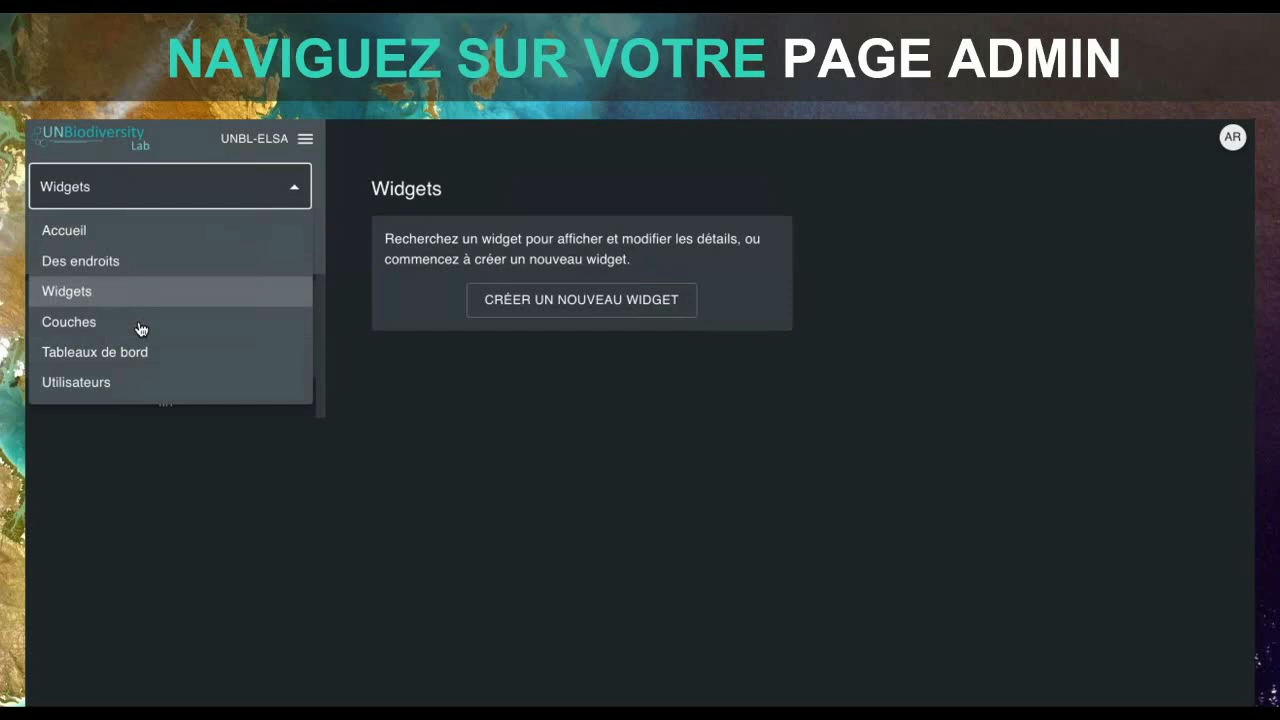 NAVIGUEZ SUR VOTRE PAGE ADMIN
UNBiodiversity
Lab
UNBL-ELSA
AR
Widgets
Accueil
Des endroits
Widgets
Couches
Tableaux de bord
Utilisateurs
Widgets
Recherchez un widget pour afficher et modifier les détails, ou
commencez à créer un nouveau widget.
CRÉER UN NOUVEAU WIDGET